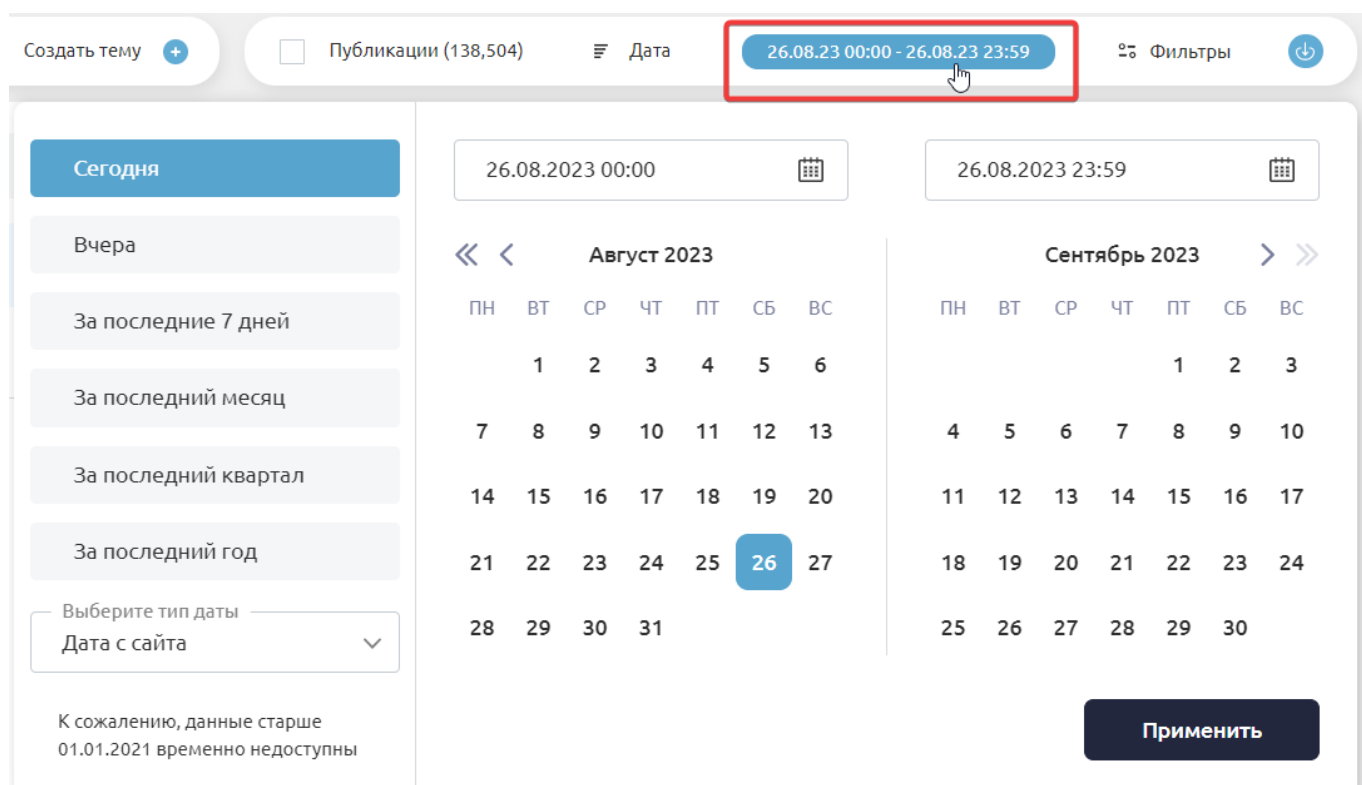 Создать тему
Публикации (138,504)
Дата
26.08.23 00:00 - 26.08.23 23:59
Фильтры
Сегодня
Вчера
За последние 7 дней
За последний месяц
За последний квартал
За последний год
Выберите тип даты
Дата с сайта
К сожалению, данные старше
01.01.2021 временно недоступны
26.08.2023 00:00
26.08.2023 23:59
Август 2023
ПН ВТ СР ЧТ ПТ СБ ВС
1 2 3 4 5 6
7 8 9 10 11 12 13
14 15 16 17 18 19 20
21 22 23 24 25 26 27
28 29 30 31
Сентябрь 2023
ПН ВТ СР ЧТ ПТ СБ ВС
1 2 3
4 5 6 7 8 9 10
11 12 13 14 15 16 17
18 19 20 21 22 23 24
25 26 27 28 29 30
Применить